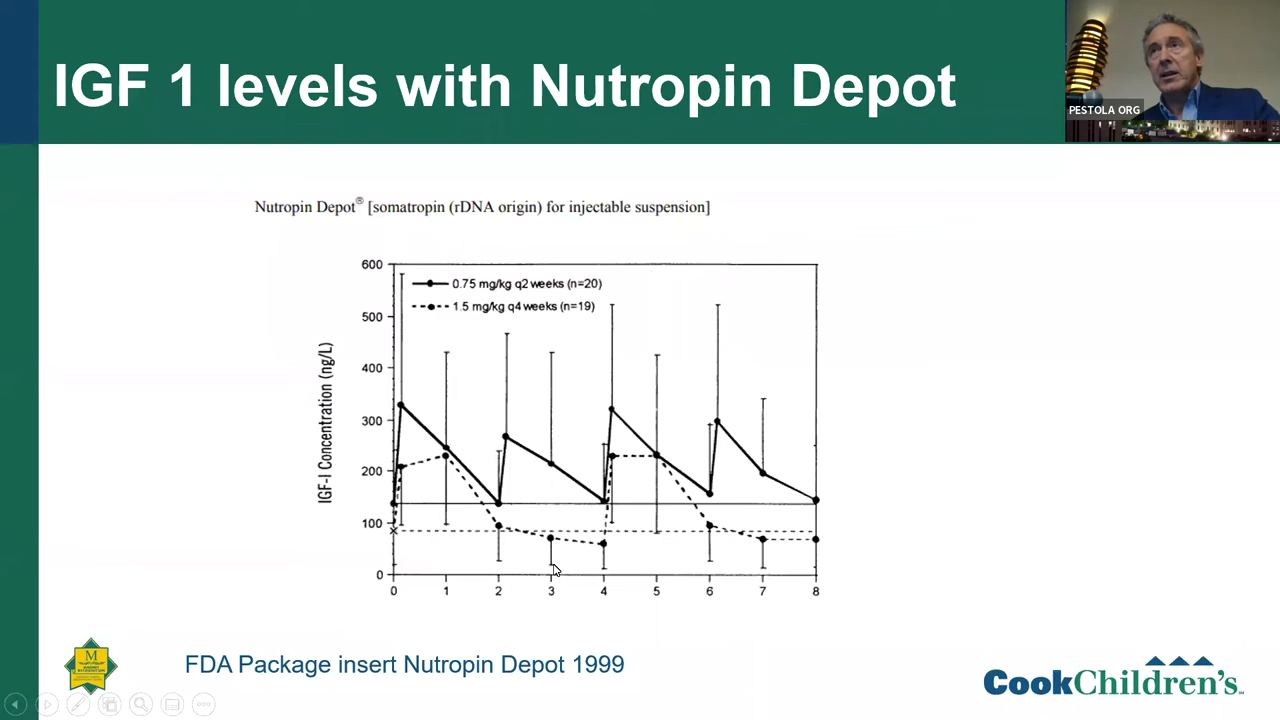 IGF 1 levels with Nutropin Depot
PESTOLA ORG
Nutropin Depot® [somatropin (rDNA origin) for injectable suspension]
600
500
400
300
200
100
0
IGF-I Concentration (ng/L)
0.75 mg/kg q2 weeks (n=20)
1.5 mg/kg q4 weeks (n=19)
0 1 2 3 4 5 6 7 8
M
FDA Package insert Nutropin Depot 1999
CookChildren's